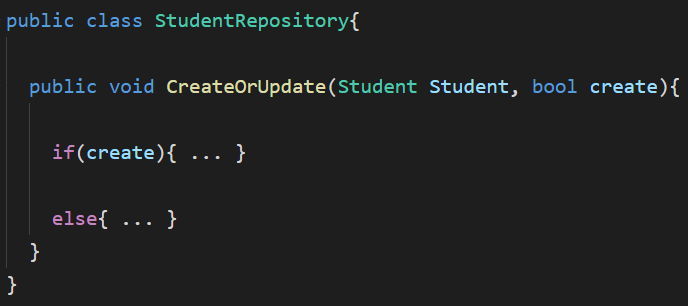 public class StudentRepository{
public void CreateOrUpdate(Student Student, bool create){
if(create){ ... }
else{ ... }
}
}